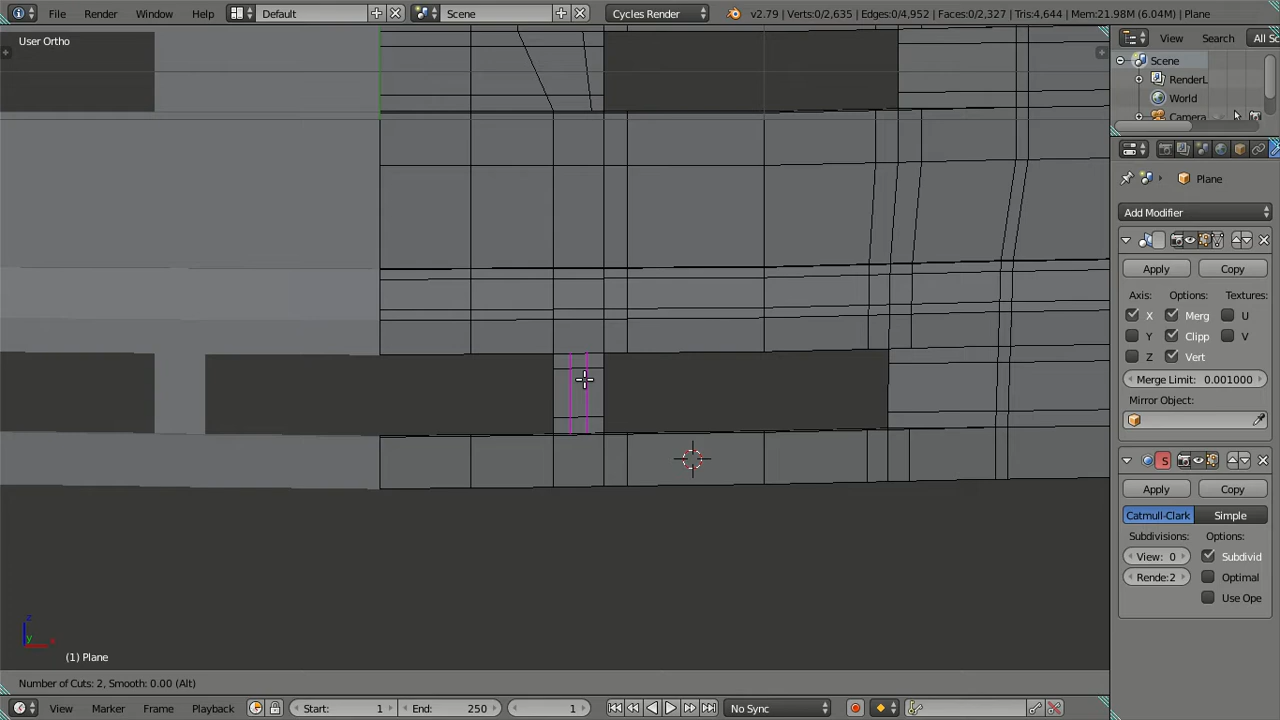 File Render Window Help Default Scene Cycles Render v2.79 | Verts:0/2,635 | Edges:0/4,952 | Faces:0/2,327 | Tris:4,644 | Mem:21.98M (6.04M) | Plane
User Ortho
View Search All Sc
Scene
RenderL
World
Camera
Plane
Add Modifier
Apply Copy
Axis: Options: Textures:
X Merg U
Y Clipp V
Z Vert
Merge Limit: 0.001000
Mirror Object:
S
Apply Copy
Catmull-Clark Simple
Subdivisions: Options:
View: 0 Subdivid
Rende:2 Optimal
Use Ope
z
y x
(1) Plane
Number of Cuts: 2, Smooth: 0.00 (Alt)
View Marker Frame Playback Start: 1 End: 250 1 No Sync